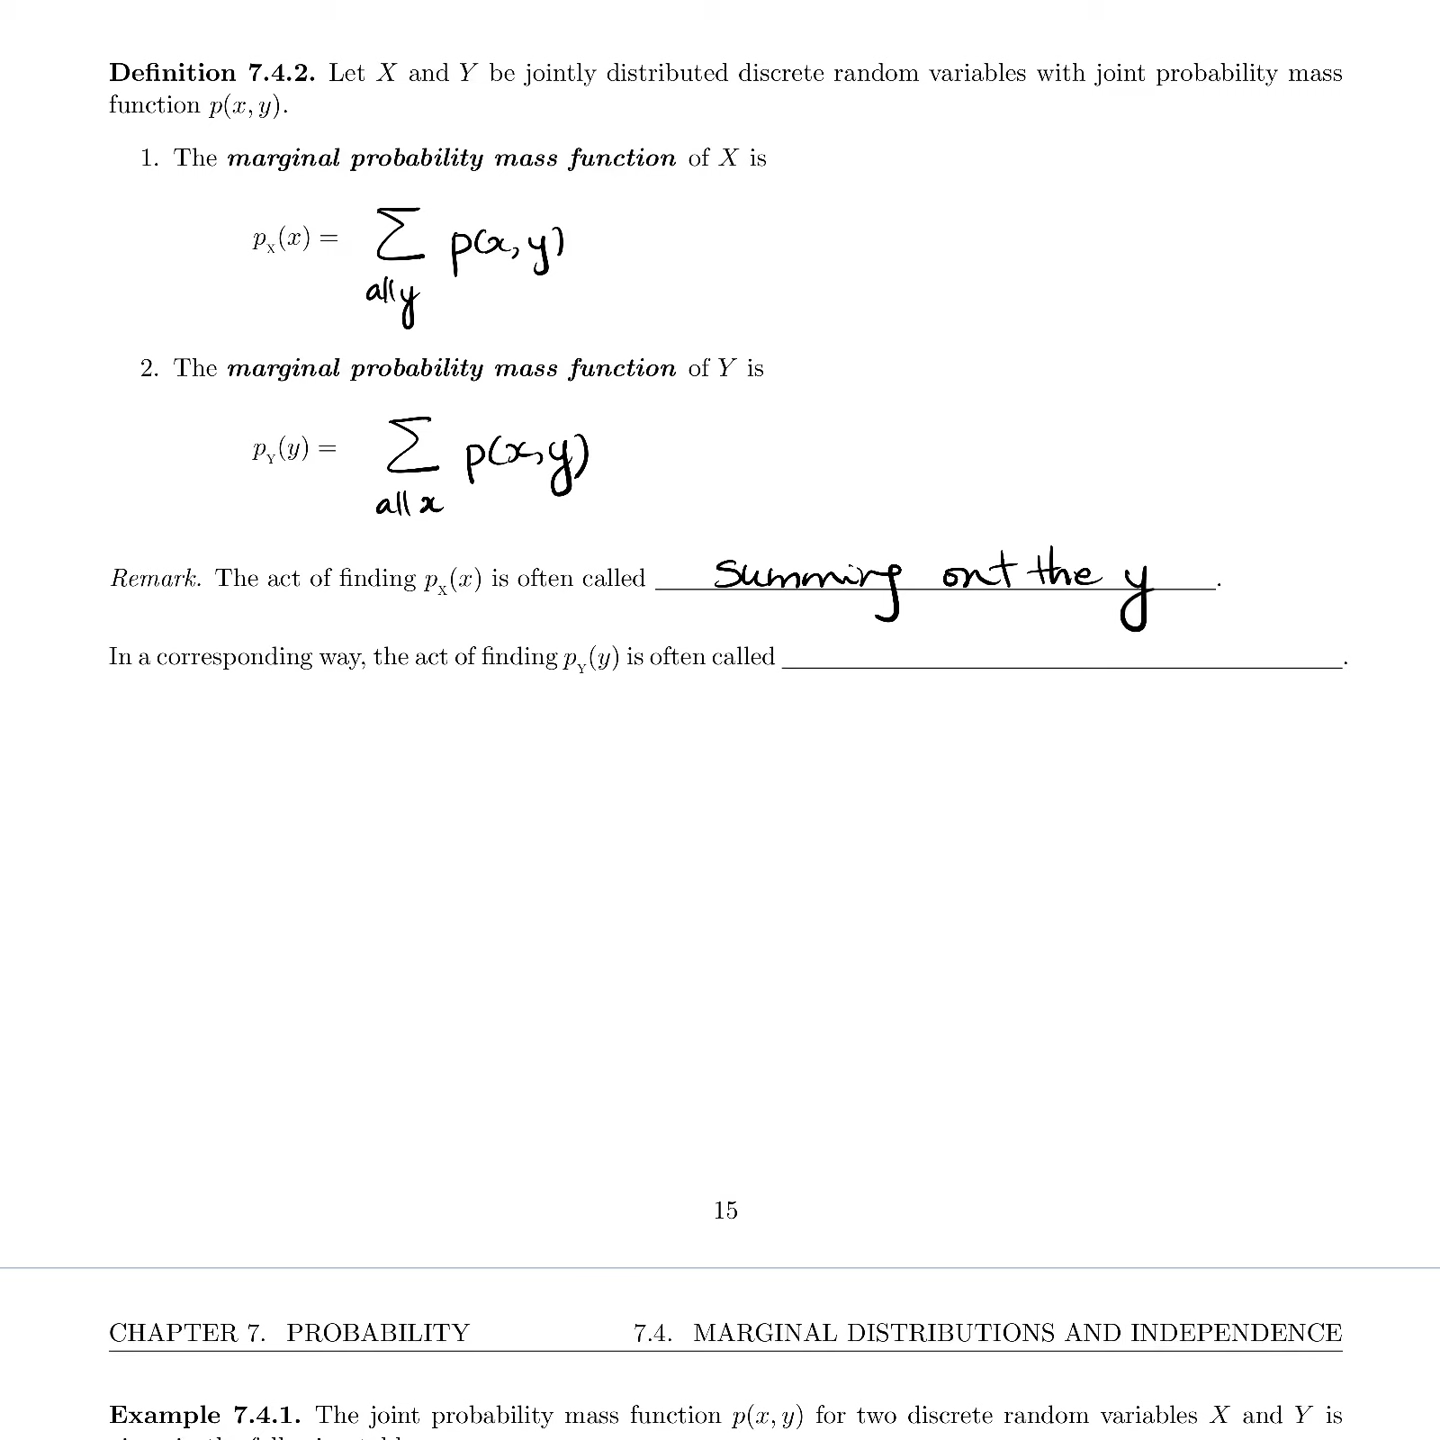 Definition 7.4.2. Let X and Y be jointly distributed discrete random variables with joint probability mass
function p(x, y).
1. The marginal probability mass function of X is
p_X(x) = ∑ p(x, y)
all y
2. The marginal probability mass function of Y is
p_Y(y) = ∑ p(x, y)
all x
Remark. The act of finding p_X(x) is often called summing out the y.
In a corresponding way, the act of finding p_Y(y) is often called .
15
CHAPTER 7. PROBABILITY 7.4. MARGINAL DISTRIBUTIONS AND INDEPENDENCE
Example 7.4.1. The joint probability mass function p(x, y) for two discrete random variables X and Y is